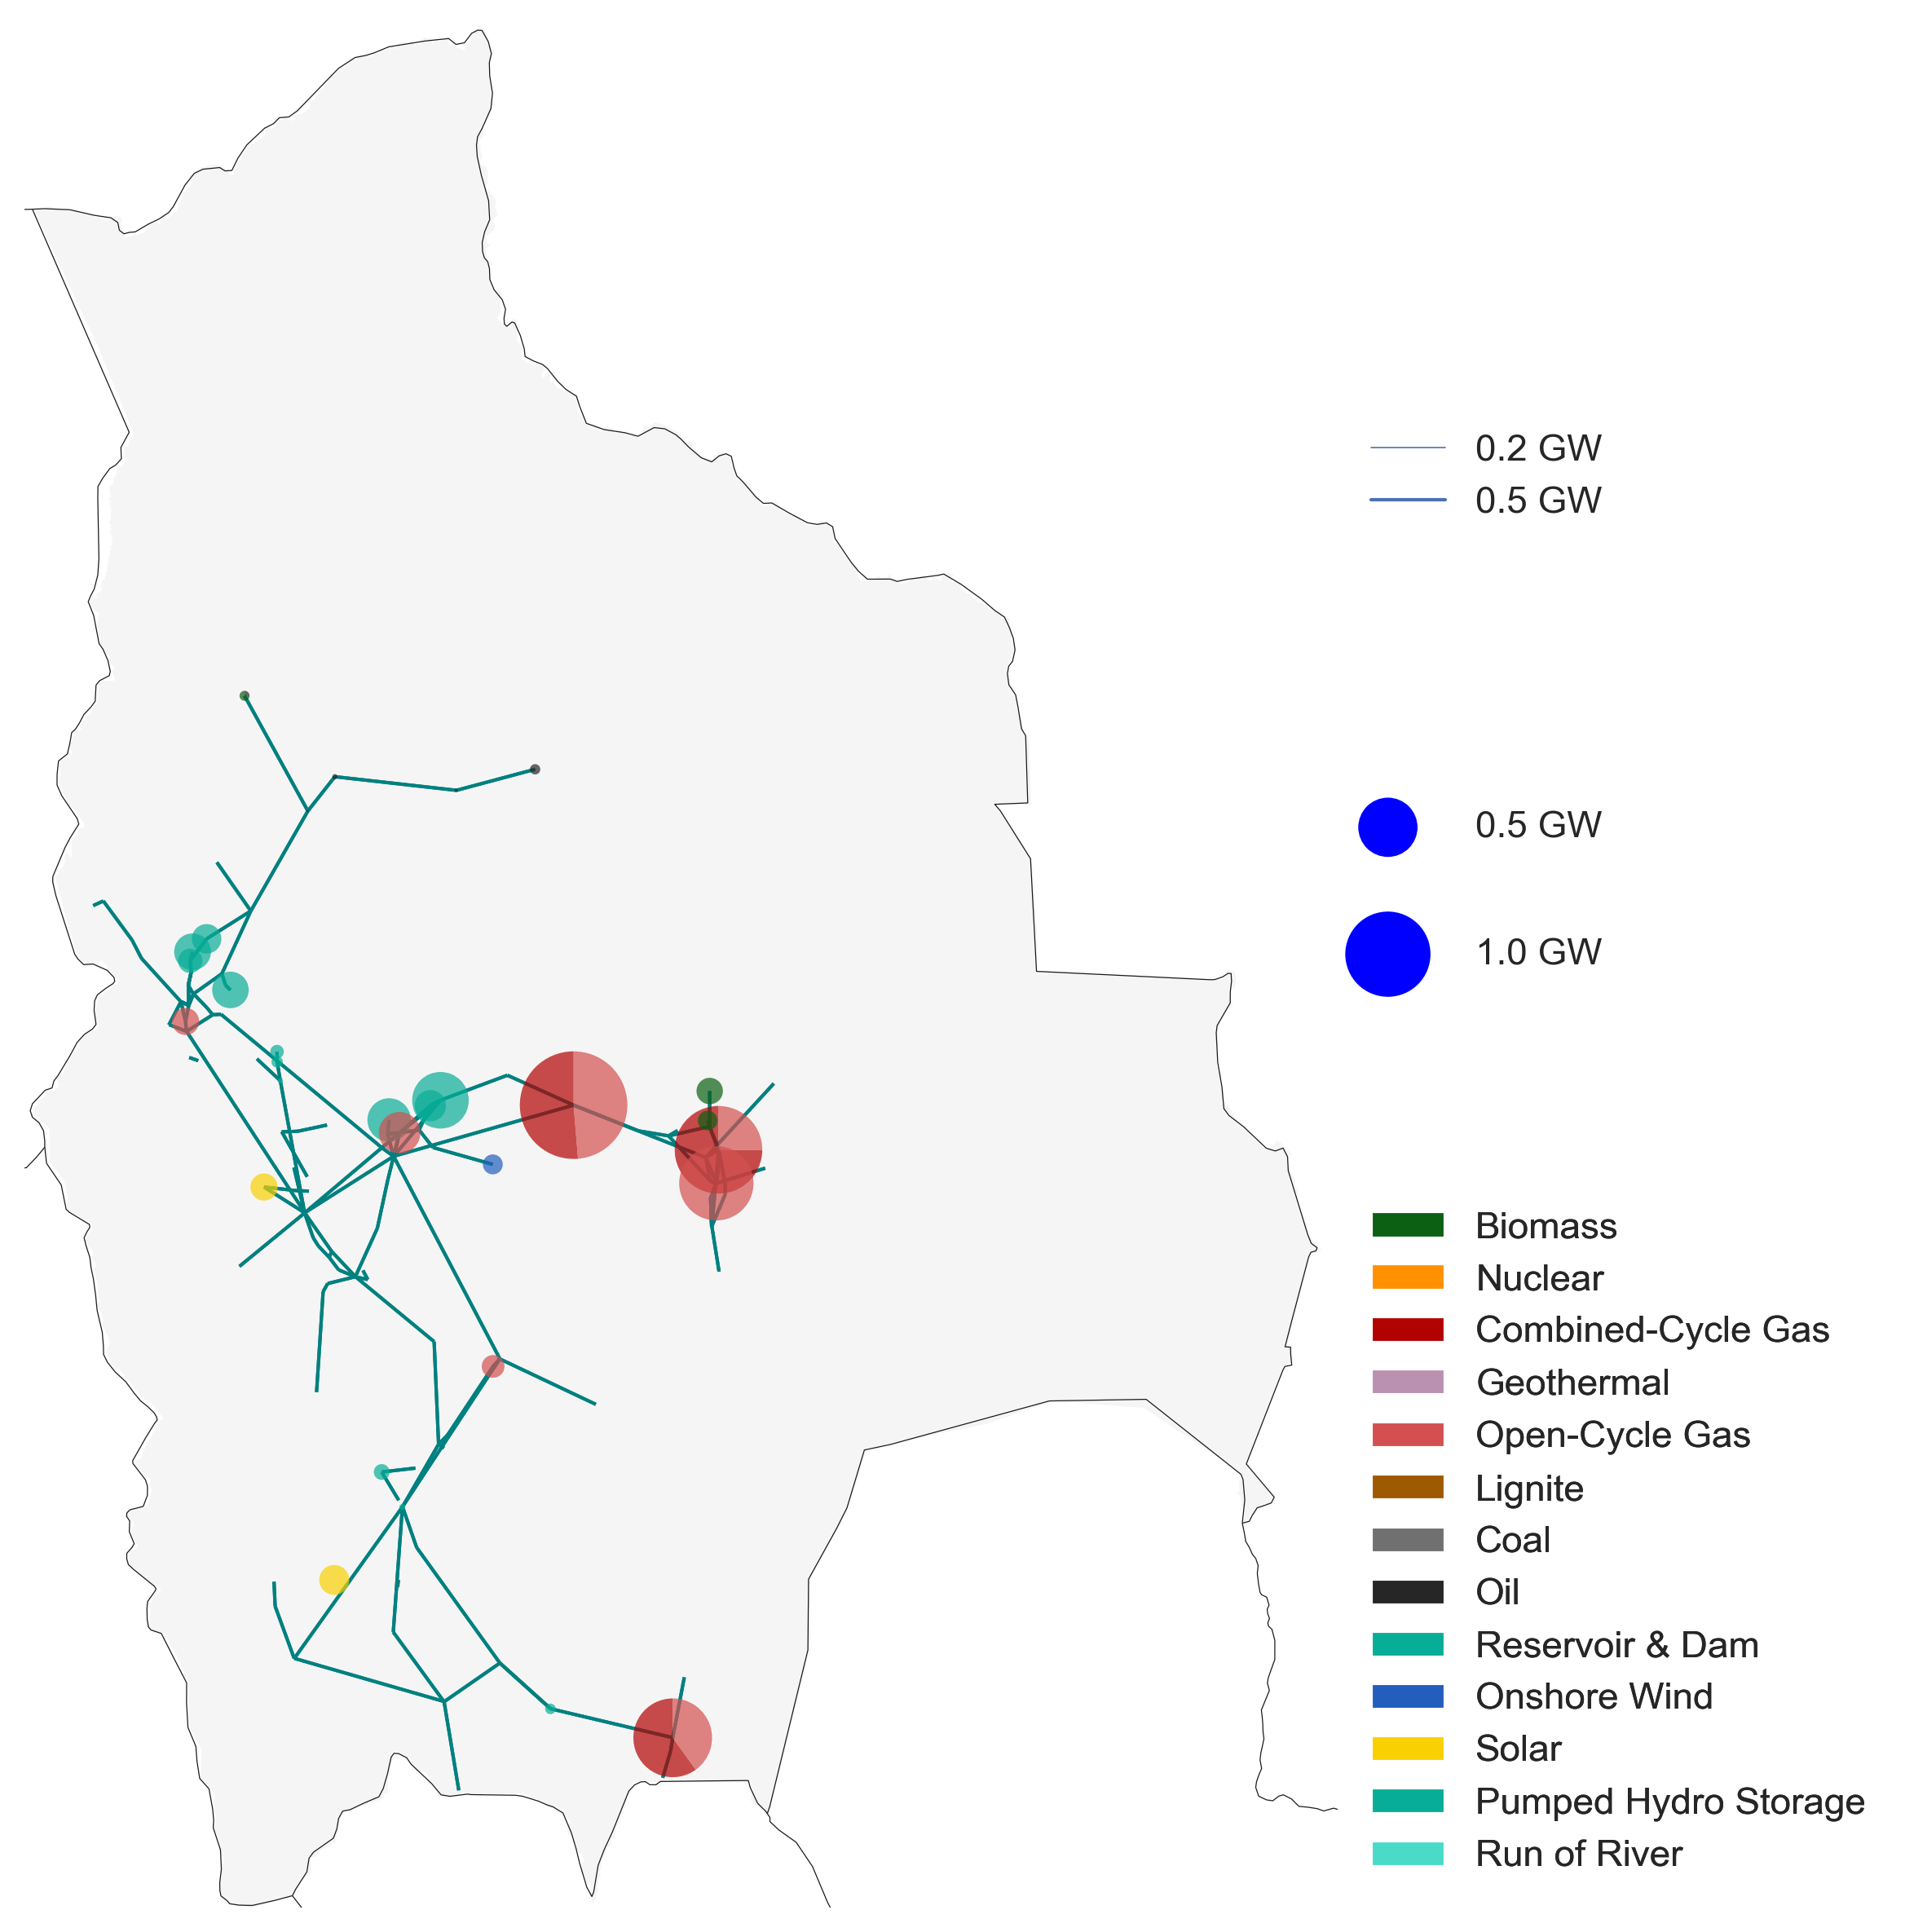 0.2 GW
0.5 GW
0.5 GW
1.0 GW
Biomass
Nuclear
Combined-Cycle Gas
Geothermal
Open-Cycle Gas
Lignite
Coal
Oil
Reservoir & Dam
Onshore Wind
Solar
Pumped Hydro Storage
Run of River